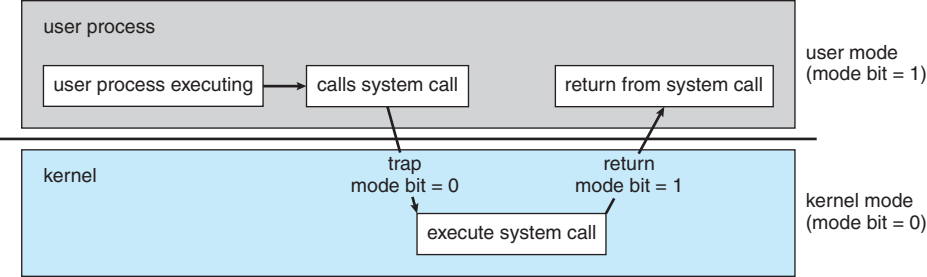 user process
user process executing
calls system call
return from system call
user mode
(mode bit = 1)
kernel
trap
mode bit = 0
return
mode bit = 1
execute system call
kernel mode
(mode bit = 0)